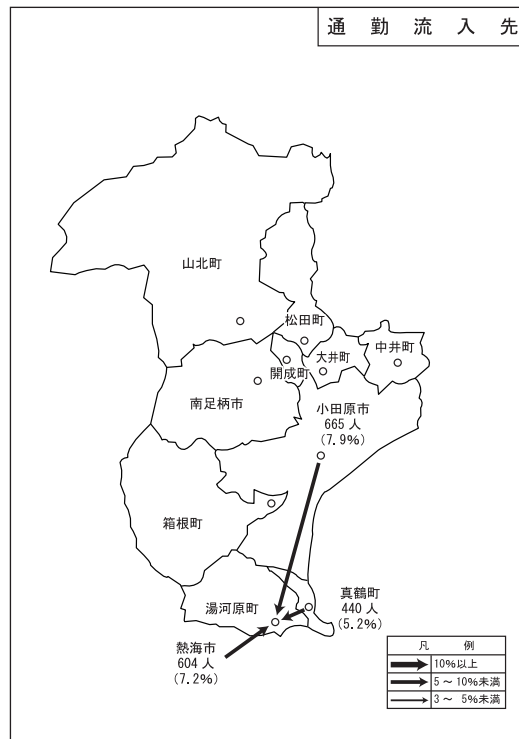 通勤流入先
山北町
松田町
中井町
大井町
開成町
南足柄市
小田原市
665人
(7.9%)
箱根町
湯河原町
真鶴町
440人
(5.2%)
熱海市
604人
(7.2%)
凡例
10%以上
5～10%未満
3～5%未満